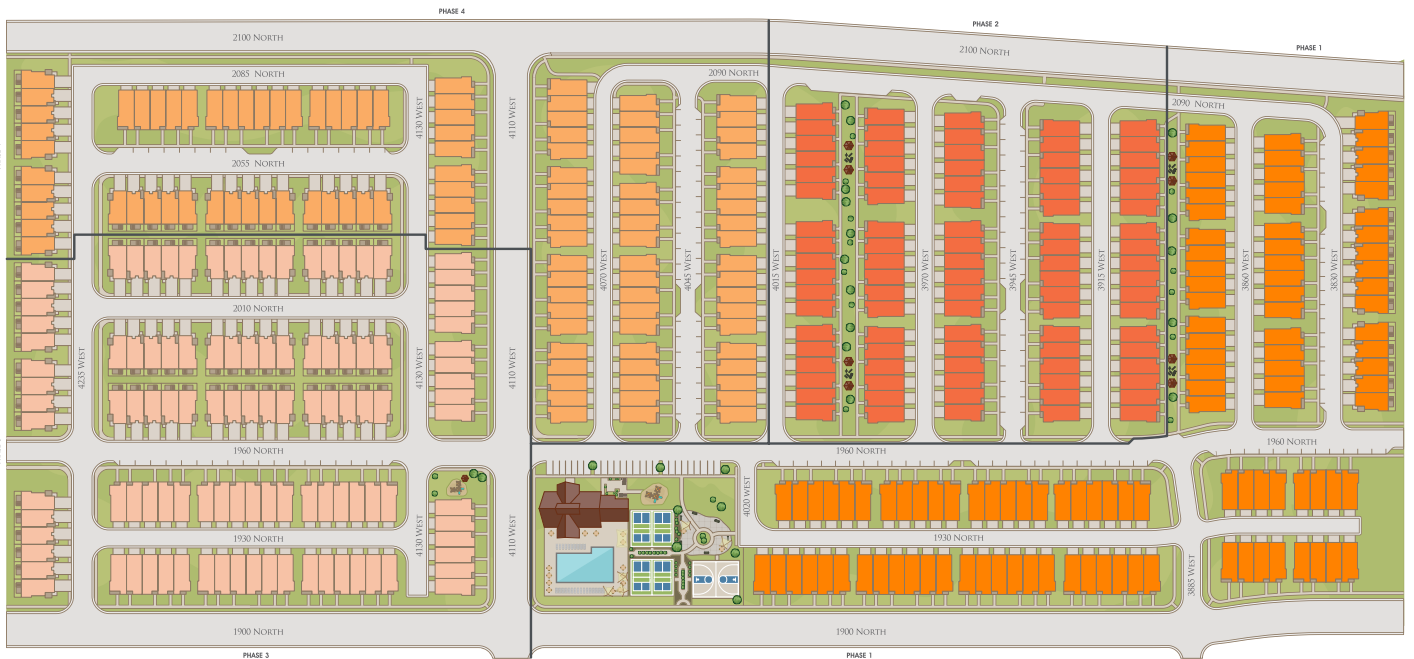 PHASE 4
PHASE 2
PHASE 1
2100 NORTH
2100 NORTH
2085 NORTH
2090 NORTH
2090 NORTH
4130 WEST
4110 WEST
2055 NORTH
4070 WEST
4045 WEST
4015 WEST
3970 WEST
3945 WEST
3915 WEST
3860 WEST
3830 WEST
2010 NORTH
4235 WEST
4130 WEST
4110 WEST
1960 NORTH
1960 NORTH
1960 NORTH
4020 WEST
4130 WEST
4110 WEST
1930 NORTH
1930 NORTH
3885 WEST
1900 NORTH
1900 NORTH
PHASE 3
PHASE 1